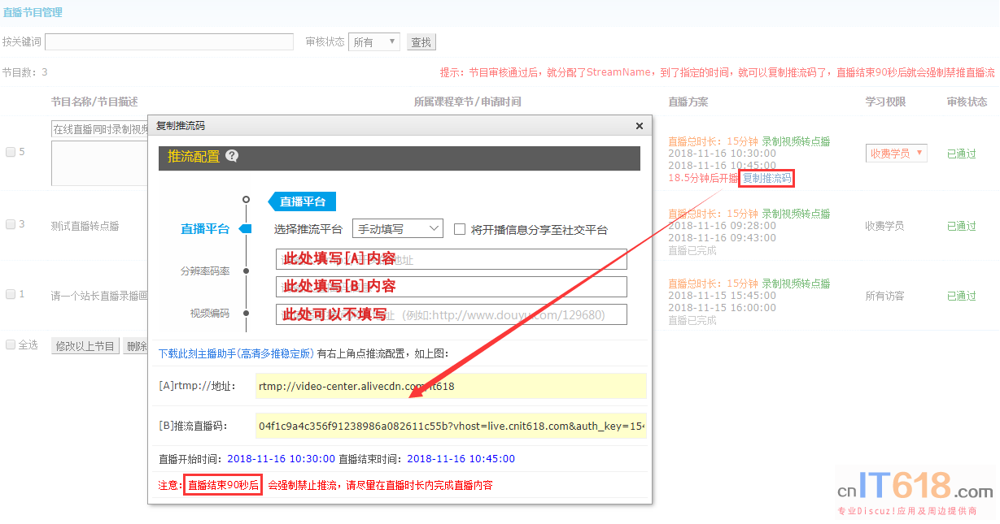 直播节目管理
按关键词 审核状态 所有 查找
节目数：3 提示：节目审核通过后，就分配了StreamName，到了指定的时间，就可以复制推流码了，直播结束90秒后就会强制禁推直播流
节目名称/节目描述 所属课程章节/申请时间 直播方案 学习权限 审核状态
5 在线直播同时录制视频
直播总时长：15分钟 录制视频转点播
2018-11-16 10:30:00
2018-11-16 10:45:00
18.5分钟后开播 复制推流码
收费学员 已通过
3 测试直播转点播
直播总时长：15分钟 录制视频转点播
2018-11-16 09:28:00
2018-11-16 09:43:00
直播已完成
收费学员 已通过
1 请一个站长直播录播画
直播总时长：15分钟 录制视频转点播
2018-11-15 15:45:00
2018-11-15 16:00:00
直播已完成
所有访客 已通过
全选 修改以上节目 删除
复制推流码 ×
推流配置 ?
直播平台
直播平台 选择推流平台 手动填写 将开播信息分享至社交平台
此处填写[A]内容 地址
分辨率码率
此处填写[B]内容
视频编码
此处可以不填写 (例如:http://www.douyu.com/129680)
下载此刻主播助手(高清多推稳定版) 有右上角点推流配置，如上图：
[A]rtmp://地址： rtmp://video-center.alivecdn.com/it618
[B]推流直播码： 04f1c9a4c356f91238986a082611c55b?vhost=live.cnit618.com&auth_key=154
直播开始时间：2018-11-16 10:30:00 直播结束时间：2018-11-16 10:45:00
注意：直播结束90秒后 会强制禁止推流，请尽量在直播时长内完成直播内容
cnIT618.com
专业Discuz!应用及周边提供商